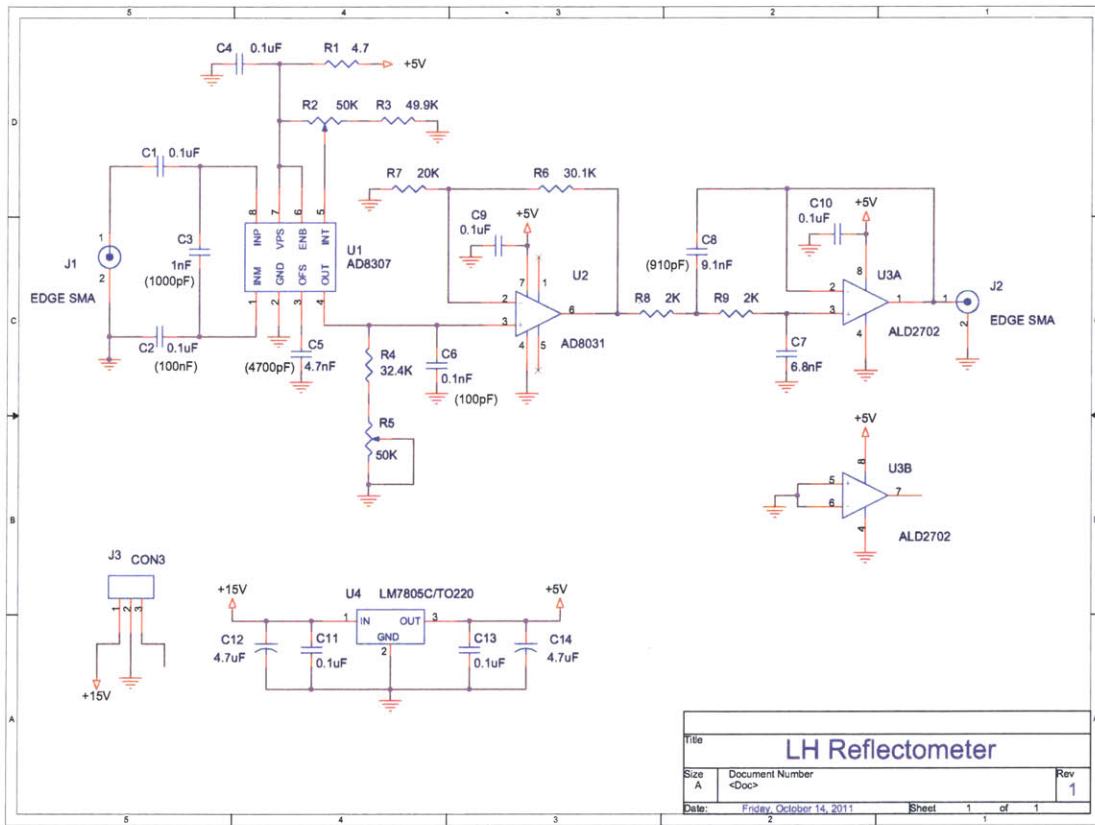 5 4 3 2 1
C4 0.1uF R1 4.7
+5V
R2 50K R3 49.9K
D
C1 0.1uF
R7 20K R6 30.1K
8 7 6 5
INP VPS ENB INT
U1
AD8307
INM GND OFS OUT
1 2 3 4
C3
1nF
(1000pF)
1
J1
2
EDGE SMA
C2 0.1uF
(100nF)
(4700pF)
C5
4.7nF
R4
32.4K
C6
0.1nF
(100pF)
R5
50K
C9
0.1uF
+5V
7 1
U2
2 -
3 +
6
4 5
AD8031
R8 2K R9 2K
C8
(910pF) 9.1nF
C10
0.1uF
+5V
8
U3A
2 -
3 +
1
4
ALD2702
C7
6.8nF
1
J2
2
EDGE SMA
C
+5V
8
U3B
5 +
6 -
7
4
ALD2702
B
J3 CON3
1 2 3
+15V
+15V
U4 LM7805C/TO220
+5V
1 IN OUT 3
GND
2
C12
4.7uF
C11
0.1uF
C13
0.1uF
C14
4.7uF
A
Title
LH Reflectometer
Size Document Number Rev
A <Doc> 1
Date: Friday, October 14, 2011 Sheet 1 of 1
5 4 3 2 1